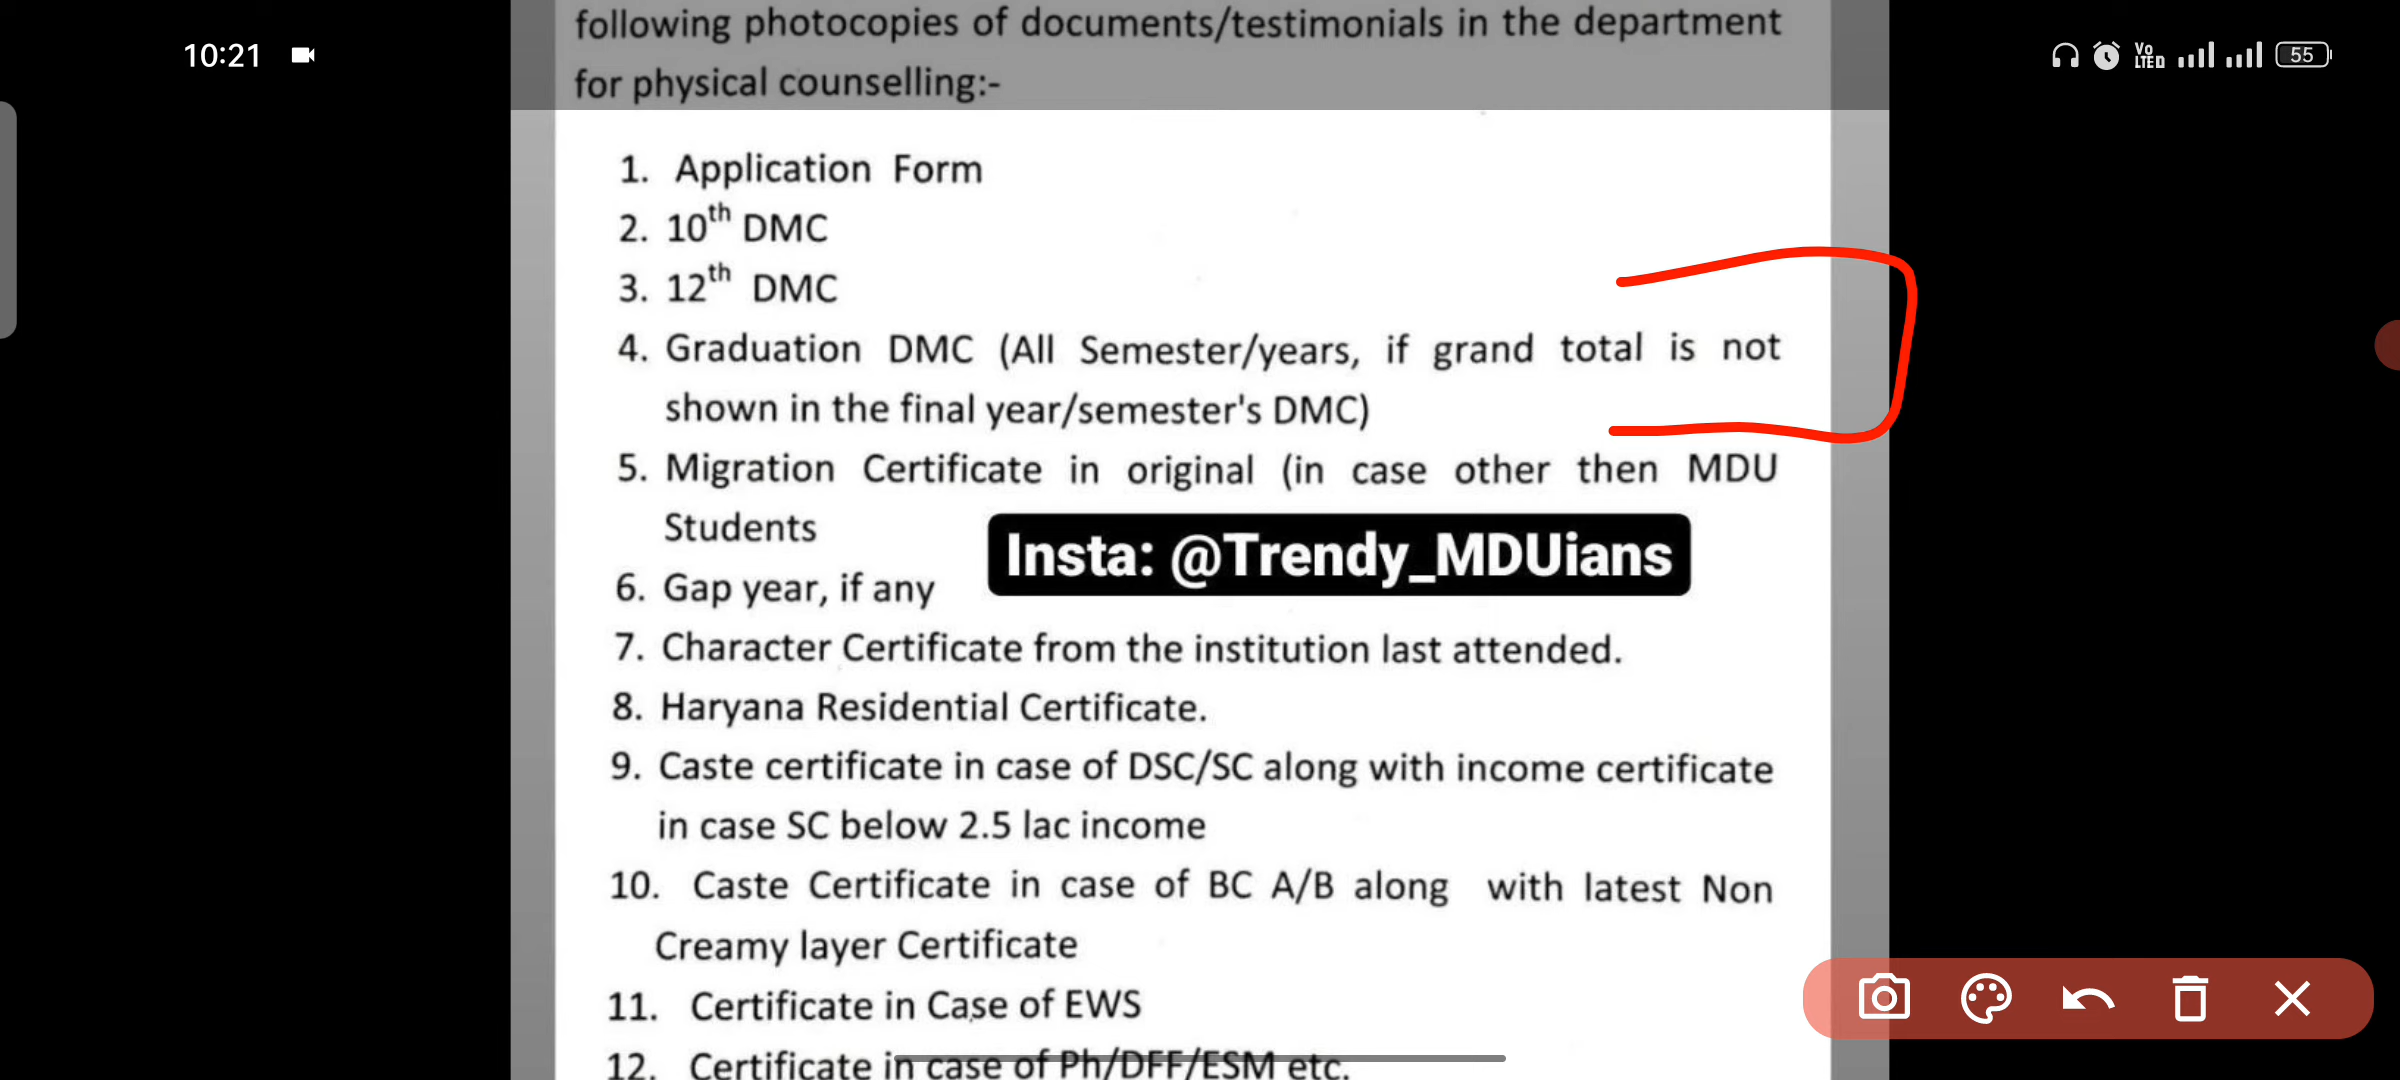 10:21
Vo
LTED
55
following photocopies of documents/testimonials in the department
for physical counselling:-
1. Application Form
2. 10th DMC
3. 12th DMC
4. Graduation DMC (All Semester/years, if grand total is not
shown in the final year/semester's DMC)
5. Migration Certificate in original (in case other then MDU
Students
Insta: @Trendy_MDUians
6. Gap year, if any
7. Character Certificate from the institution last attended.
8. Haryana Residential Certificate.
9. Caste certificate in case of DSC/SC along with income certificate
in case SC below 2.5 lac income
10. Caste Certificate in case of BC A/B along with latest Non
Creamy layer Certificate
11. Certificate in Case of EWS
12. Certificate in case of Ph/DFF/ESM etc.